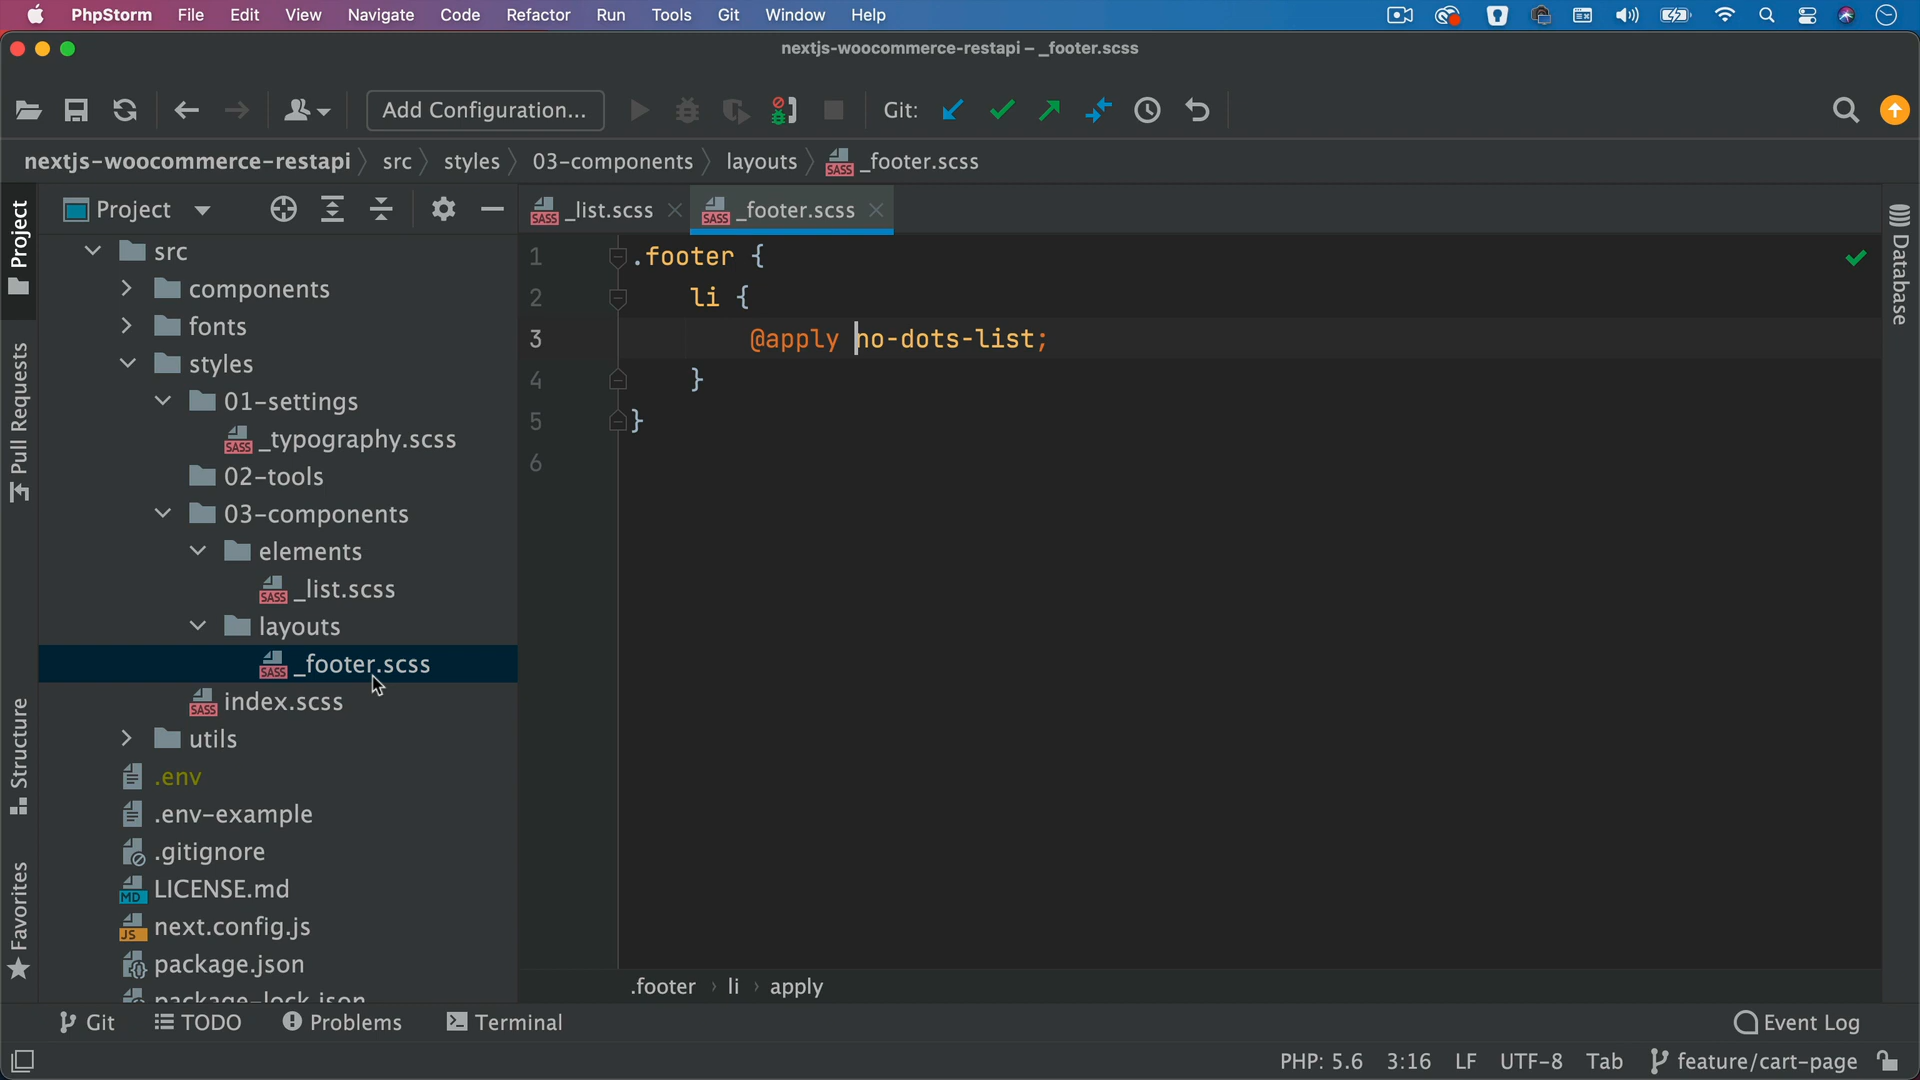 PhpStorm File Edit View Navigate Code Refactor Run Tools Git Window Help
nextjs-woocommerce-restapi – _footer.scss
Add Configuration... Git:
nextjs-woocommerce-restapi src styles 03-components layouts _footer.scss
Project
Project
_list.scss
_footer.scss
src
components
fonts
styles
01-settings
_typography.scss
02-tools
03-components
elements
_list.scss
layouts
_footer.scss
index.scss
utils
.env
.env-example
.gitignore
LICENSE.md
next.config.js
package.json
package-lock.json
Pull Requests
Structure
Favorites
1 .footer {
2 li {
3 @apply no-dots-list;
4 }
5 }
6
Database
.footer › li › apply
Git TODO Problems Terminal Event Log
PHP: 5.6 3:16 LF UTF-8 Tab feature/cart-page